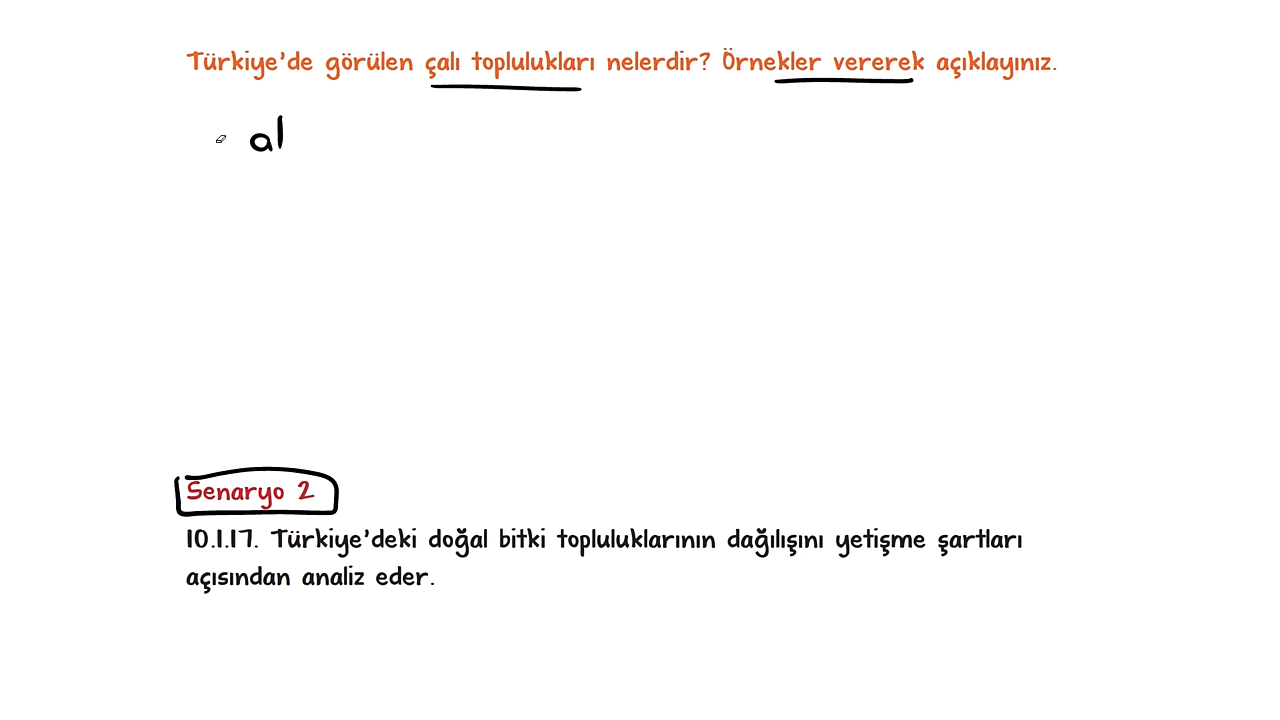 Türkiye'de görülen çalı toplulukları nelerdir? Örnekler vererek açıklayınız.
al
Senaryo 2
10.1.17. Türkiye'deki doğal bitki topluluklarının dağılışını yetişme şartları
açısından analiz eder.